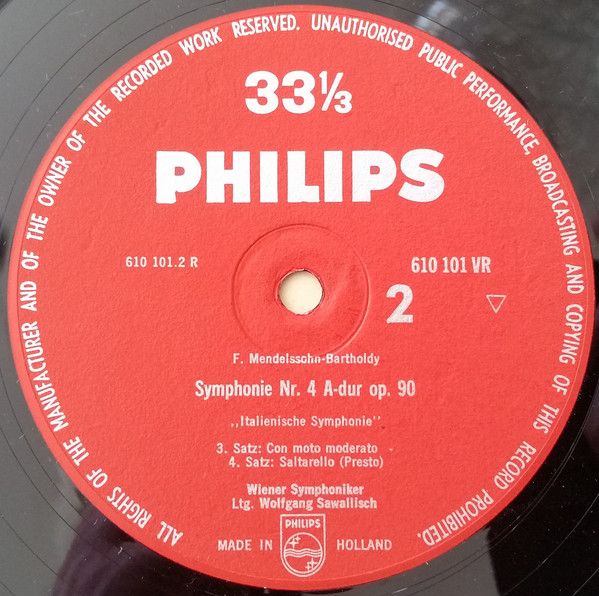 ALL RIGHTS OF THE MANUFACTURER AND OF THE OWNER OF THE RECORDED WORK RESERVED. UNAUTHORISED PUBLIC PERFORMANCE, BROADCASTING AND COPYING OF THIS RECORD PROHIBITED.
33⅓
PHILIPS
610 101.2 R
610 101 VR
2
F. Mendelssohn-Bartholdy
Symphonie Nr. 4 A-dur op. 90
,,Italienische Symphonie''
3. Satz: Con moto moderato
4. Satz: Saltarello (Presto)
Wiener Symphoniker
Ltg. Wolfgang Sawallisch
PHILIPS
MADE IN HOLLAND